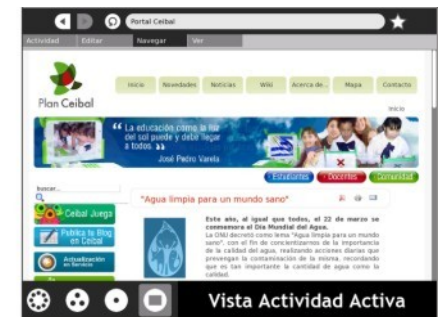 Portal Ceibal
Actividad Editar Navegar Ver
Inicio Novedades Noticias Wiki Acerca de... Mapa Contacto
Plan Ceibal
Inicio
“ La educación como la luz
del sol puede y debe llegar
a todos. ”
José Pedro Varela
Estudiantes Docentes Comunidad
buscar...
"Agua limpia para un mundo sano"
Ceibal Juega
Publica tu Blog
en Ceibal
Actualización
en Servicio
Este año, al igual que todos, el 22 de marzo se
conmemora el Día Mundial del Agua.
La ONU decretó como lema "Agua limpia para un mundo
sano", con el fin de concientizarnos de la importancia
de la calidad del agua, realizando acciones diarias que
prevengan la contaminación de la misma, recordando
que es tan importante la cantidad de agua como la
calidad.
Vista Actividad Activa